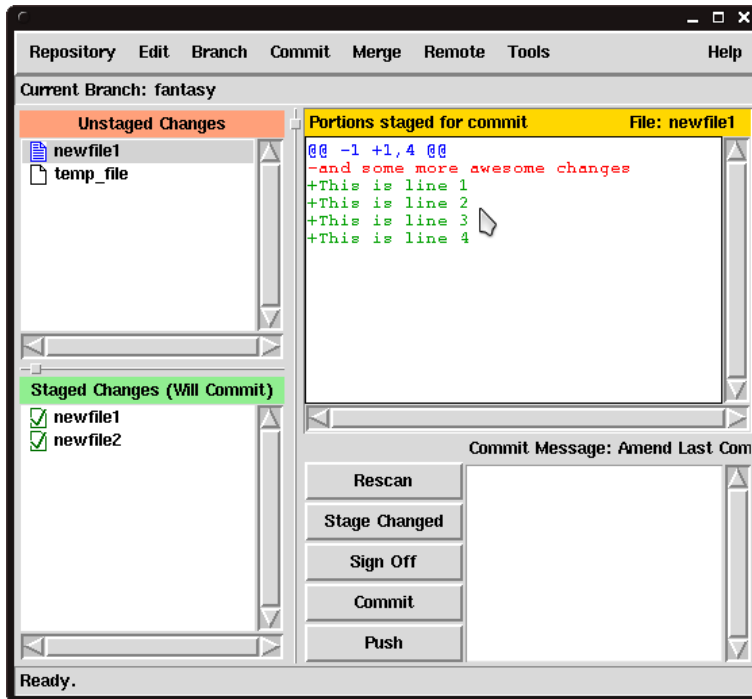 Repository Edit Branch Commit Merge Remote Tools Help
Current Branch: fantasy
Unstaged Changes
newfile1
temp_file
Staged Changes (Will Commit)
newfile1
newfile2
Portions staged for commit File: newfile1
@@ -1 +1,4 @@
-and some more awesome changes
+This is line 1
+This is line 2
+This is line 3
+This is line 4
Commit Message: Amend Last Com
Rescan
Stage Changed
Sign Off
Commit
Push
Ready.